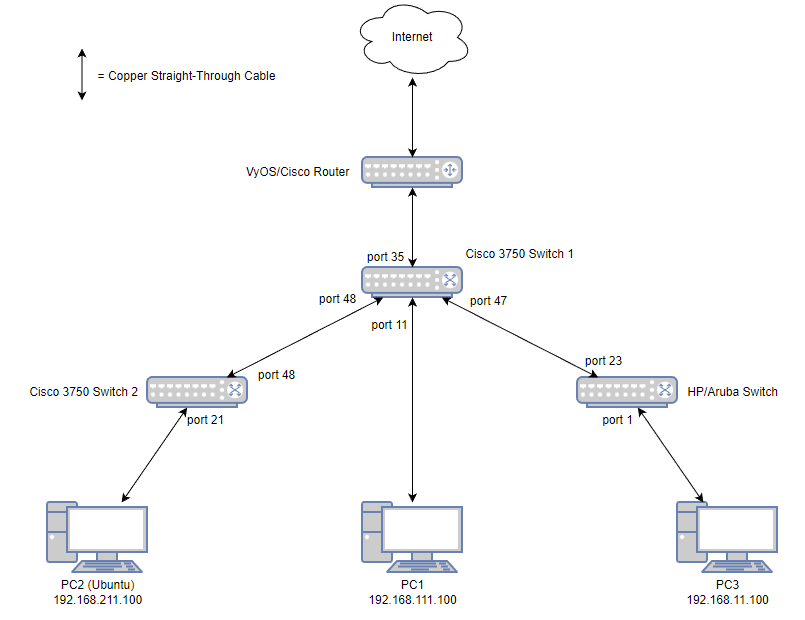 Internet
= Copper Straight-Through Cable
VyOS/Cisco Router
Cisco 3750 Switch 1
port 35
port 48
port 47
port 11
port 23
port 48
Cisco 3750 Switch 2
HP/Aruba Switch
port 21
port 1
PC2 (Ubuntu)
192.168.211.100
PC1
192.168.111.100
PC3
192.168.11.100